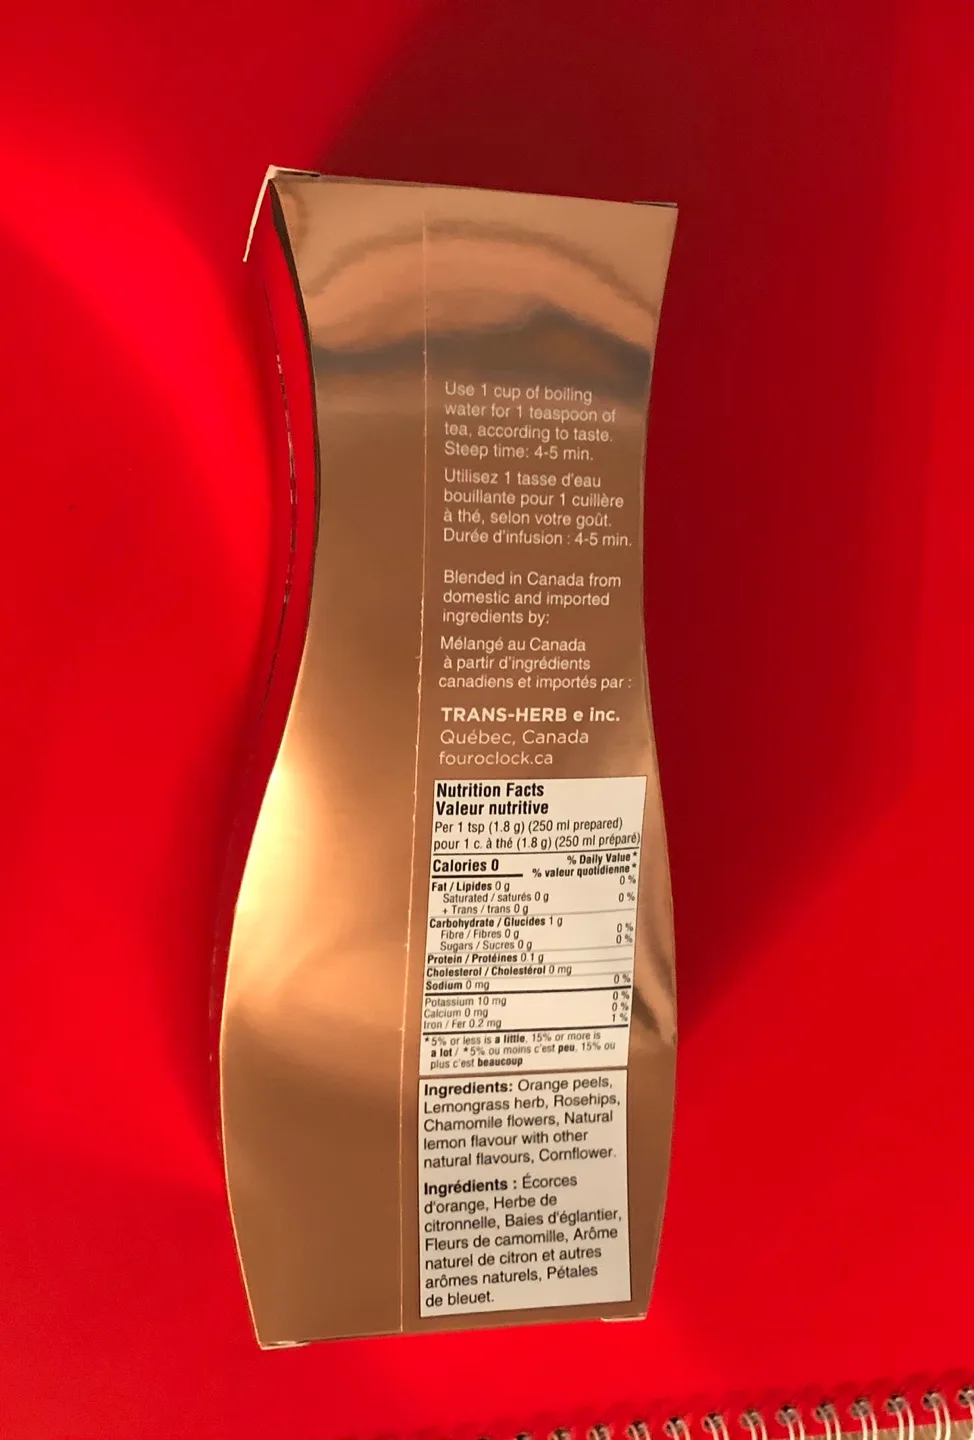 Use 1 cup of boiling
water for 1 teaspoon of
tea, according to taste.
Steep time: 4-5 min.
Utilisez 1 tasse d'eau
bouillante pour 1 cuillère
à thé, selon votre goût.
Durée d'infusion : 4-5 min.
Blended in Canada from
domestic and imported
ingredients by:
Mélangé au Canada
à partir d'ingrédients
canadiens et importés par :
TRANS-HERB e inc.
Québec, Canada
fouroclock.ca
Nutrition Facts
Valeur nutritive
Per 1 tsp (1.8 g) (250 ml prepared)
pour 1 c. à thé (1.8 g) (250 ml préparé)
Calories 0
% Daily Value*
% valeur quotidienne*
Fat / Lipides 0 g 0 %
Saturated / saturés 0 g 0 %
+ Trans / trans 0 g
Carbohydrate / Glucides 1 g
Fibre / Fibres 0 g 0 %
Sugars / Sucres 0 g 0 %
Protein / Protéines 0.1 g
Cholesterol / Cholestérol 0 mg
Sodium 0 mg 0 %
Potassium 10 mg 0 %
Calcium 0 mg 0 %
Iron / Fer 0.2 mg 1 %
*5% or less is a little, 15% or more is
a lot / *5% ou moins c'est peu, 15% ou
plus c'est beaucoup
Ingredients: Orange peels,
Lemongrass herb, Rosehips,
Chamomile flowers, Natural
lemon flavour with other
natural flavours, Cornflower.
Ingrédients : Écorces
d'orange, Herbe de
citronnelle, Baies d'églantier,
Fleurs de camomille, Arôme
naturel de citron et autres
arômes naturels, Pétales
de bleuet.